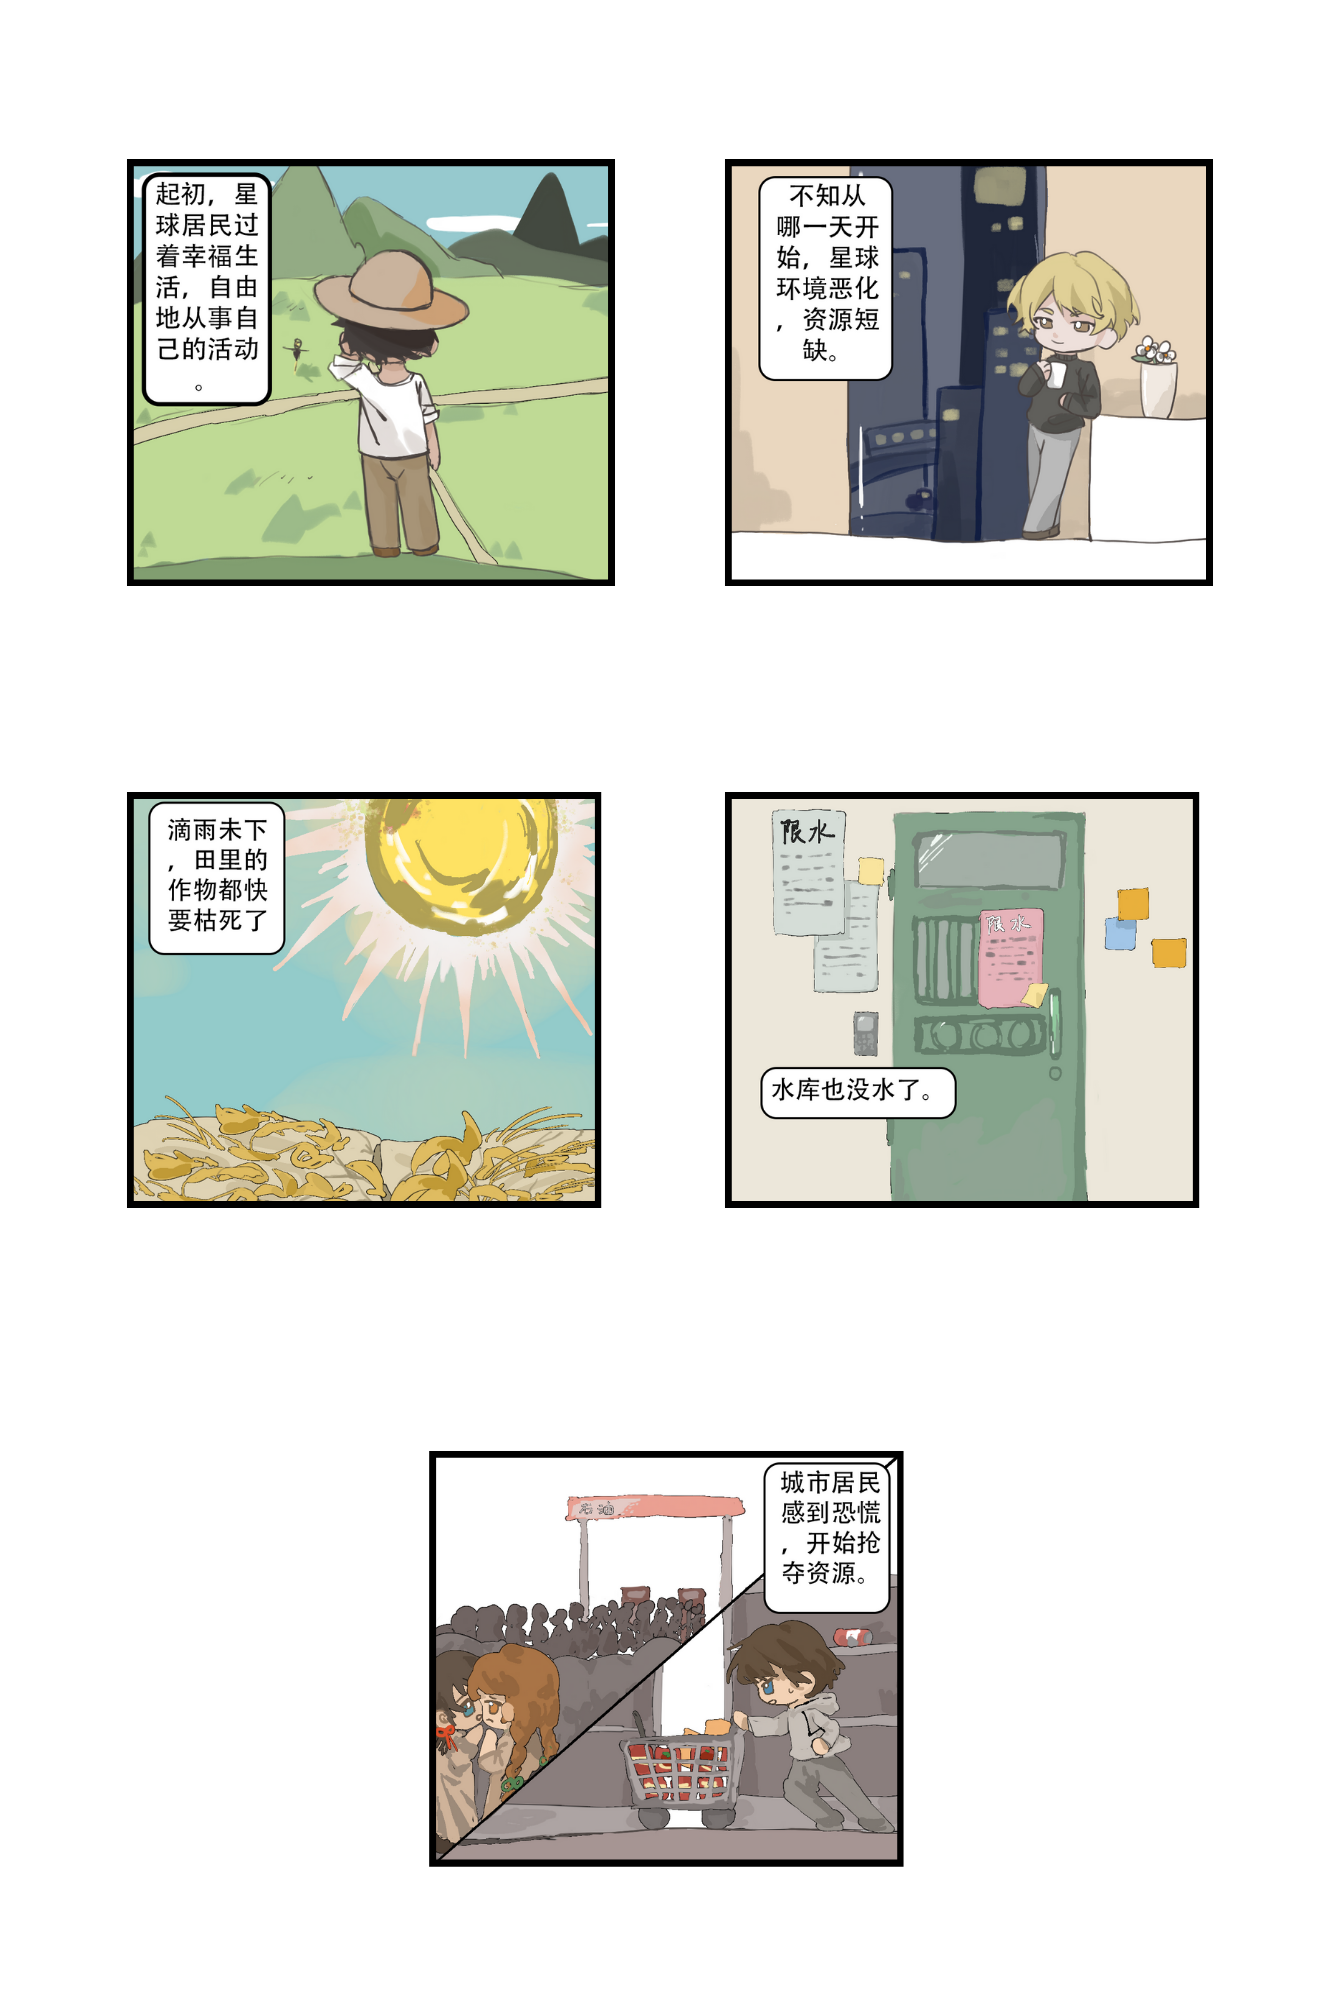 起初，星
球居民过
着幸福生
活，自由
地从事自
己的活动
。
不知从
哪一天开
始，星球
环境恶化
，资源短
缺。
滴雨未下
，田里的
作物都快
要枯死了
限水
限水
水库也没水了。
石油
城市居民
感到恐慌
，开始抢
夺资源。